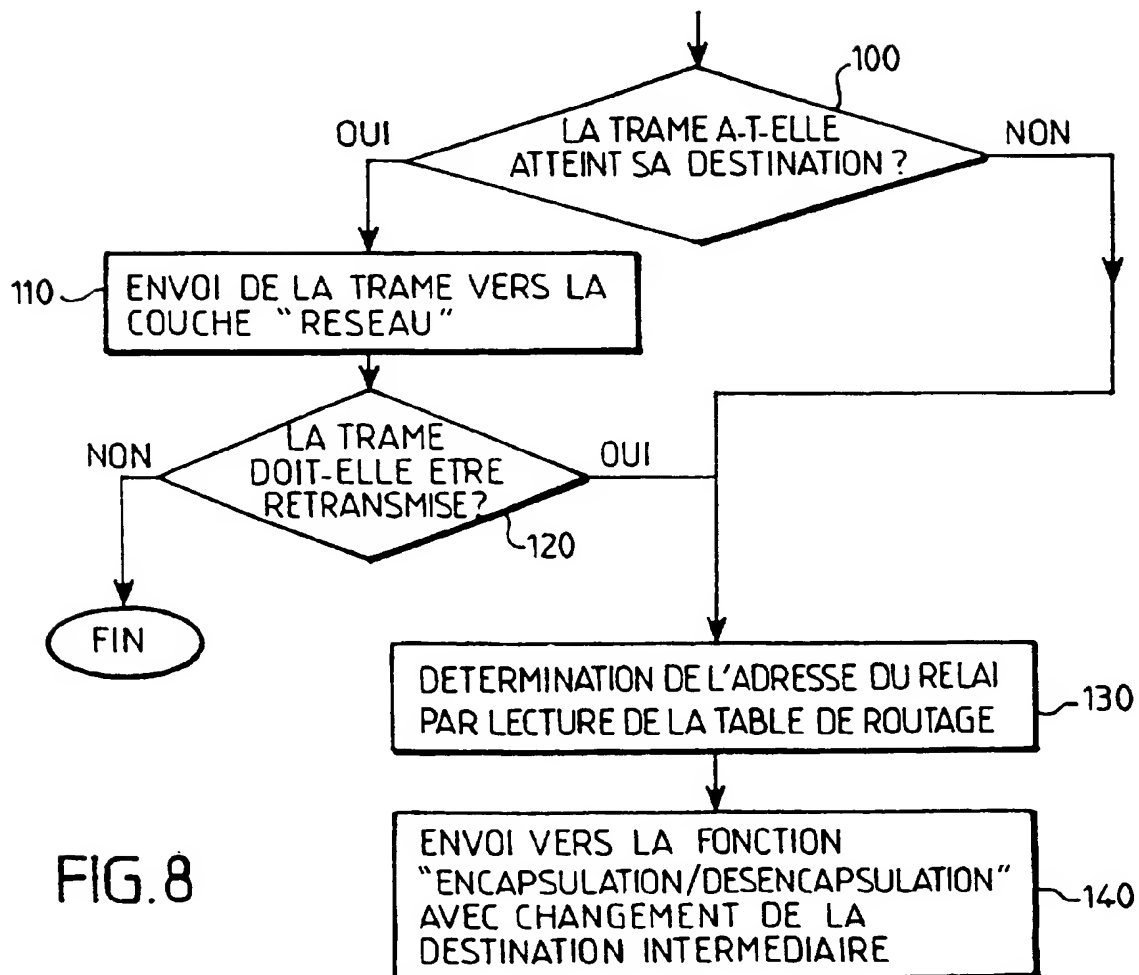 100
OUI
LA TRAME A-T-ELLE
ATTEINT SA DESTINATION ?
NON
110
ENVOI DE LA TRAME VERS LA
COUCHE "RESEAU"
NON
LA TRAME
DOIT-ELLE ETRE
RETRANSMISE?
OUI
120
FIN
DETERMINATION DE L'ADRESSE DU RELAI
PAR LECTURE DE LA TABLE DE ROUTAGE
130
ENVOI VERS LA FONCTION
"ENCAPSULATION/DESENCAPSULATION"
AVEC CHANGEMENT DE LA
DESTINATION INTERMEDIAIRE
140
FIG. 8